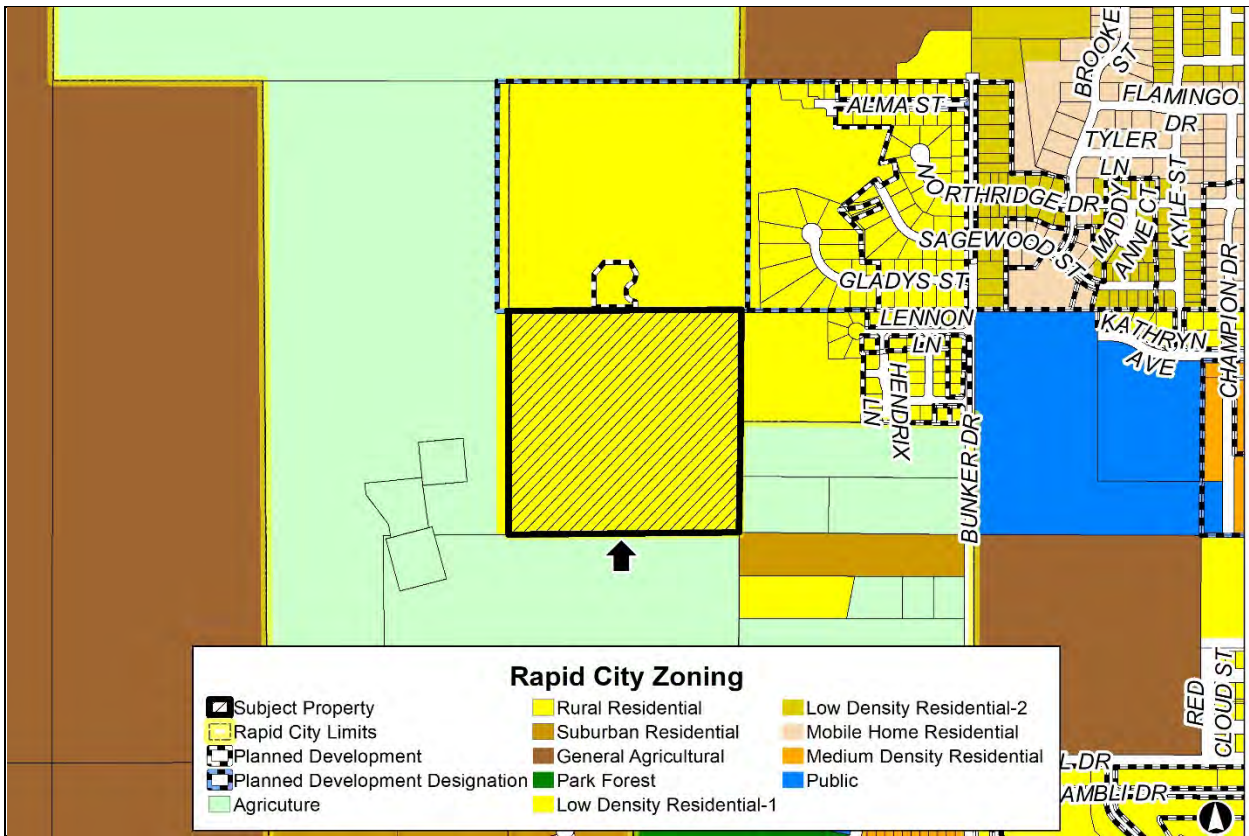 BROOKE
ST
FLAMINGO
DR
ALMA ST
TYLER
LN
NORTHRIDGE DR
MADDY
ANNE CT
KYLE ST
SAGEWOOD ST
GLADYS ST
CHAMPION DR
LENNON
LN
KATHRYN
AVE
HENDRIX
LN
BUNKER DR
RED
CLOUD ST
Rapid City Zoning
Subject Property
Rapid City Limits
Planned Development
Planned Development Designation
Agricuture
Rural Residential
Suburban Residential
General Agricultural
Park Forest
Low Density Residential-1
Low Density Residential-2
Mobile Home Residential
Medium Density Residential
Public
L DR
AMBLI DR